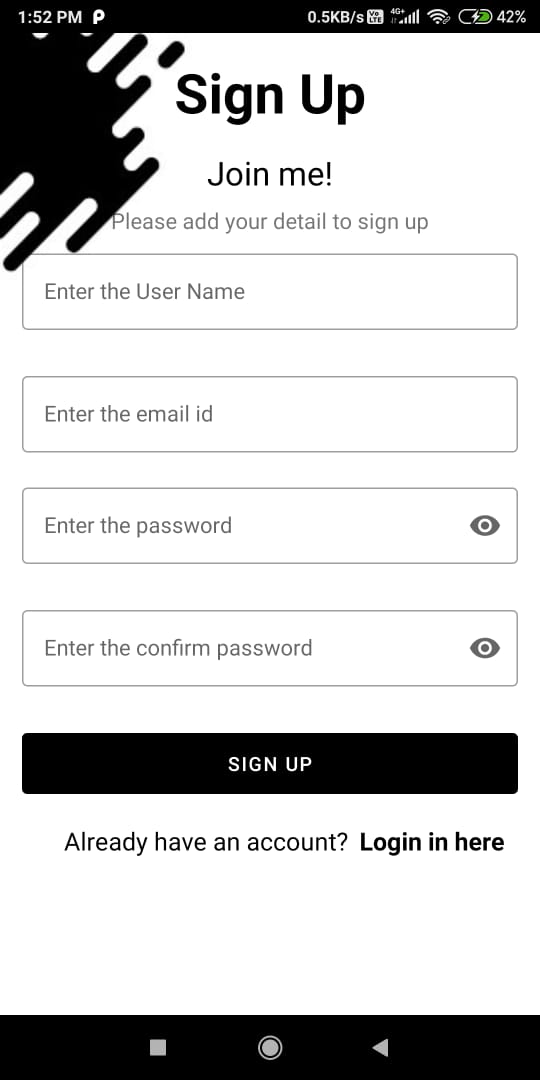 1:52 PM P 0.5KB/s Vo LTE 4G+ 42%
Sign Up
Join me!
Please add your detail to sign up
Enter the User Name
Enter the email id
Enter the password
Enter the confirm password
SIGN UP
Already have an account? Login in here